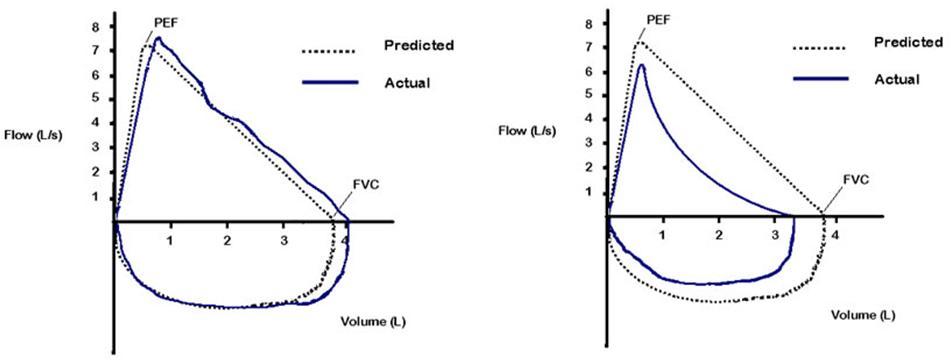 PEF
8
7
6
5
4
3
2
1
Predicted
Actual
Flow (L/s)
FVC
1 2 3 4
Volume (L)
PEF
8
7
6
5
4
3
2
1
Predicted
Actual
Flow (L/s)
FVC
1 2 3 4
Volume (L)